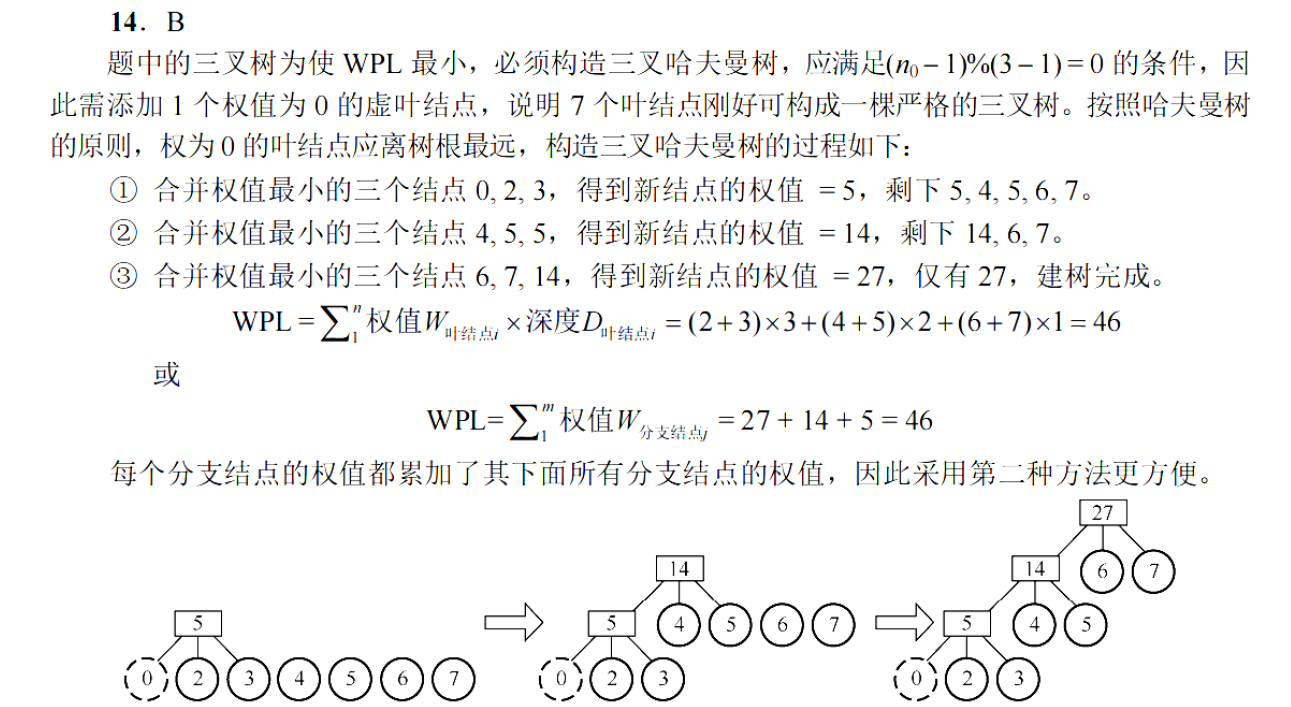 14. B
题中的三叉树为使 WPL 最小，必须构造三叉哈夫曼树，应满足(n₀ – 1)%(3 – 1) = 0 的条件，因
此需添加 1 个权值为 0 的虚叶结点，说明 7 个叶结点刚好可构成一棵严格的三叉树。按照哈夫曼树
的原则，权为 0 的叶结点应离树根最远，构造三叉哈夫曼树的过程如下：
① 合并权值最小的三个结点 0, 2, 3，得到新结点的权值 = 5，剩下 5, 4, 5, 6, 7。
② 合并权值最小的三个结点 4, 5, 5，得到新结点的权值 = 14，剩下 14, 6, 7。
③ 合并权值最小的三个结点 6, 7, 14，得到新结点的权值 = 27，仅有 27，建树完成。
WPL = ∑₁ⁿ 权值W叶结点i × 深度D叶结点i = (2+3)×3+(4+5)×2+(6+7)×1 = 46
或
WPL= ∑₁ᵐ 权值W分支结点j = 27 + 14 + 5 = 46
每个分支结点的权值都累加了其下面所有分支结点的权值，因此采用第二种方法更方便。
5
0 2 3 4 5 6 7
14
5 4 5 6 7
0 2 3
27
14 6 7
5 4 5
0 2 3